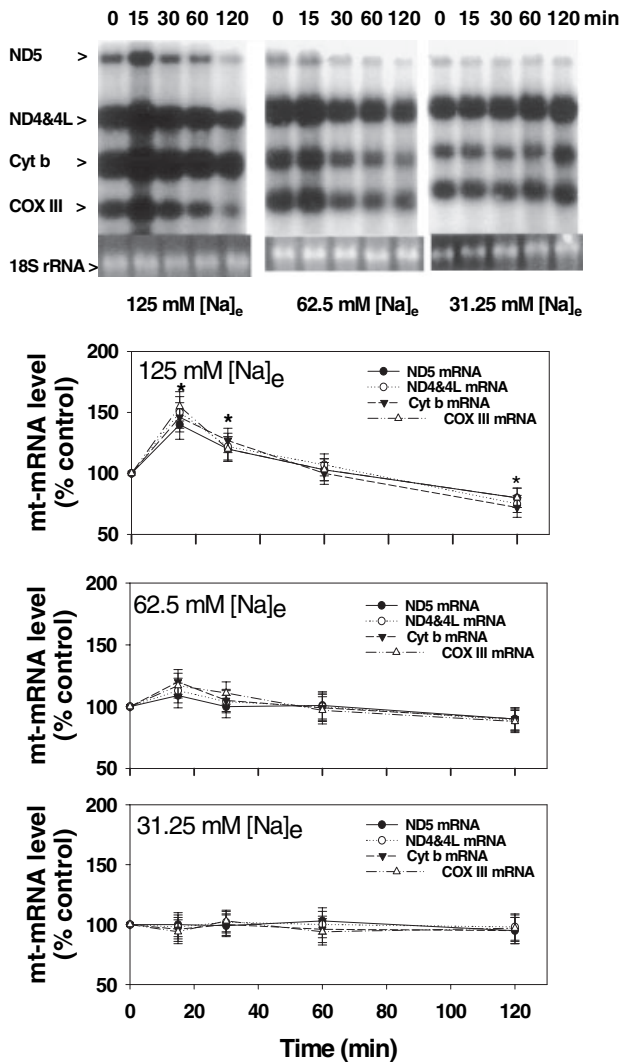 0 15 30 60 120 0 15 30 60 120 0 15 30 60 120 min
ND5 >
ND4&4L >
Cyt b >
COX III >
18S rRNA >
125 mM [Na]e 62.5 mM [Na]e 31.25 mM [Na]e
200
150
100
50
mt-mRNA level
(% control)
125 mM [Na]e
ND5 mRNA
ND4&4L mRNA
Cyt b mRNA
COX III mRNA
* * *
200
150
100
50
mt-mRNA level
(% control)
62.5 mM [Na]e
ND5 mRNA
ND4&4L mRNA
Cyt b mRNA
COX III mRNA
200
150
100
50
mt-mRNA level
(% control)
31.25 mM [Na]e
ND5 mRNA
ND4&4L mRNA
Cyt b mRNA
COX III mRNA
0 20 40 60 80 100 120
Time (min)